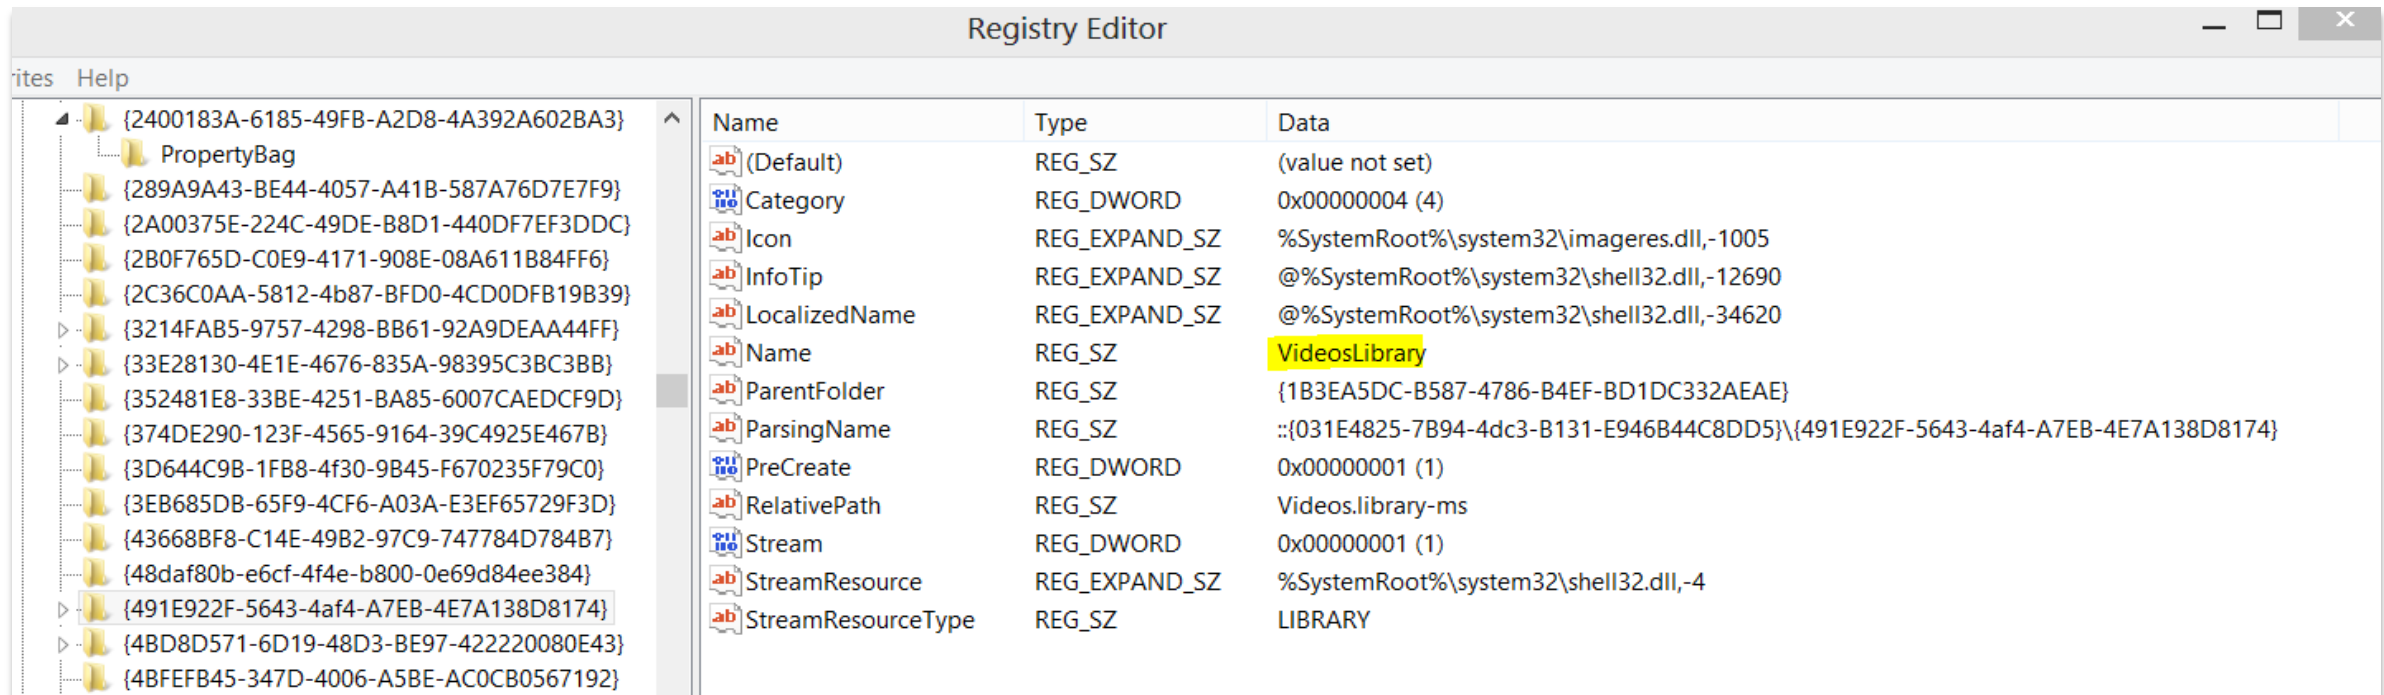 Registry Editor
rites Help
{2400183A-6185-49FB-A2D8-4A392A602BA3}
PropertyBag
{289A9A43-BE44-4057-A41B-587A76D7E7F9}
{2A00375E-224C-49DE-B8D1-440DF7EF3DDC}
{2B0F765D-C0E9-4171-908E-08A611B84FF6}
{2C36C0AA-5812-4b87-BFD0-4CD0DFB19B39}
{3214FAB5-9757-4298-BB61-92A9DEAA44FF}
{33E28130-4E1E-4676-835A-98395C3BC3BB}
{352481E8-33BE-4251-BA85-6007CAEDCF9D}
{374DE290-123F-4565-9164-39C4925E467B}
{3D644C9B-1FB8-4f30-9B45-F670235F79C0}
{3EB685DB-65F9-4CF6-A03A-E3EF65729F3D}
{43668BF8-C14E-49B2-97C9-747784D784B7}
{48daf80b-e6cf-4f4e-b800-0e69d84ee384}
{491E922F-5643-4af4-A7EB-4E7A138D8174}
{4BD8D571-6D19-48D3-BE97-422220080E43}
{4BFEFB45-347D-4006-A5BE-AC0CB0567192}
Name Type Data
(Default) REG_SZ (value not set)
Category REG_DWORD 0x00000004 (4)
Icon REG_EXPAND_SZ %SystemRoot%\system32\imageres.dll,-1005
InfoTip REG_EXPAND_SZ @%SystemRoot%\system32\shell32.dll,-12690
LocalizedName REG_EXPAND_SZ @%SystemRoot%\system32\shell32.dll,-34620
Name REG_SZ VideosLibrary
ParentFolder REG_SZ {1B3EA5DC-B587-4786-B4EF-BD1DC332AEAE}
ParsingName REG_SZ ::{031E4825-7B94-4dc3-B131-E946B44C8DD5}\{491E922F-5643-4af4-A7EB-4E7A138D8174}
PreCreate REG_DWORD 0x00000001 (1)
RelativePath REG_SZ Videos.library-ms
Stream REG_DWORD 0x00000001 (1)
StreamResource REG_EXPAND_SZ %SystemRoot%\system32\shell32.dll,-4
StreamResourceType REG_SZ LIBRARY